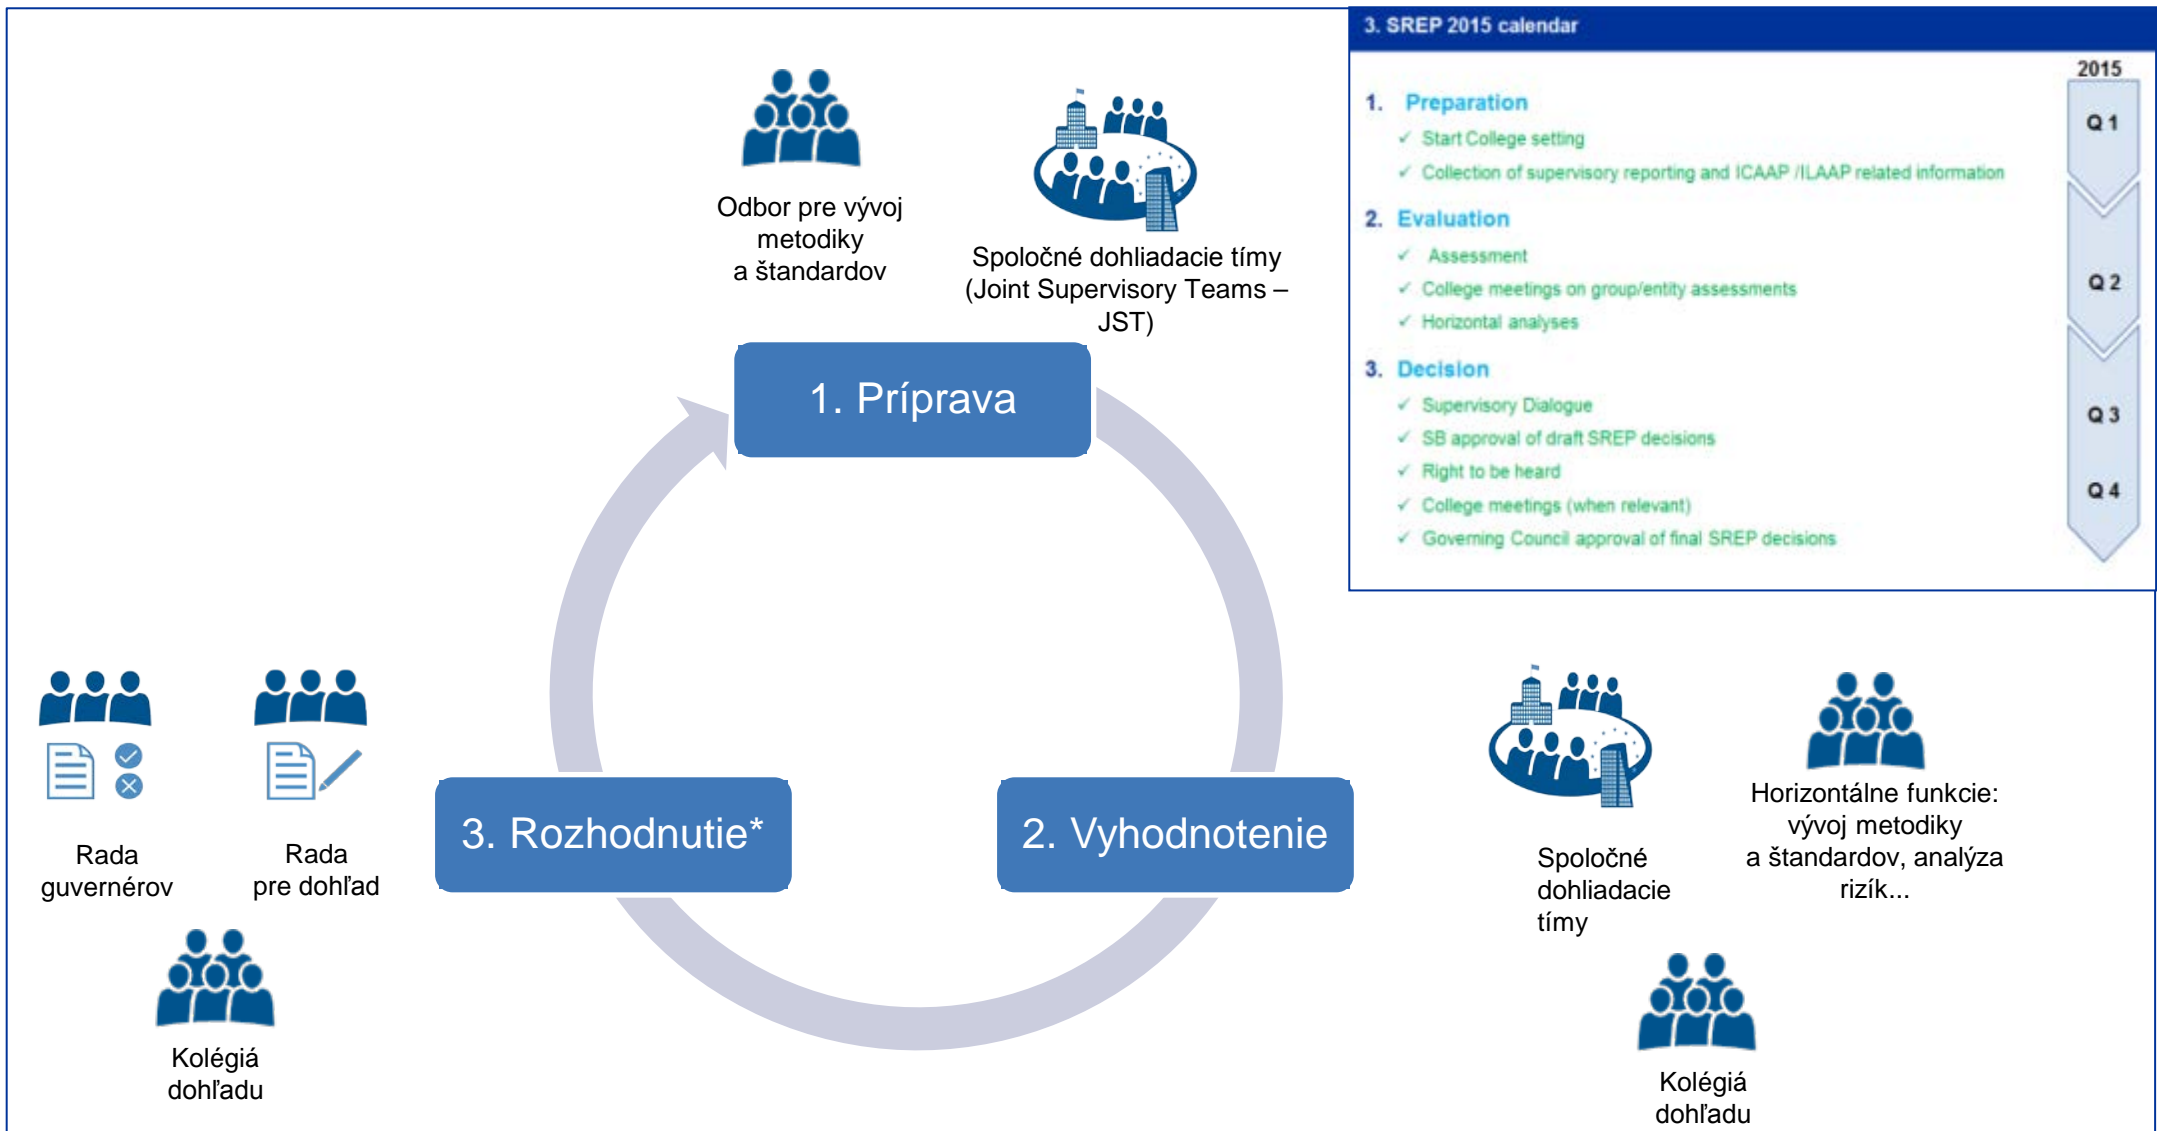 3. SREP 2015 calendar
2015
1. Preparation
✓ Start College setting
✓ Collection of supervisory reporting and ICAAP /ILAAP related information
Q 1
2. Evaluation
✓ Assessment
✓ College meetings on group/entity assessments
✓ Horizontal analyses
Q 2
3. Decision
✓ Supervisory Dialogue
✓ SB approval of draft SREP decisions
✓ Right to be heard
✓ College meetings (when relevant)
✓ Governing Council approval of final SREP decisions
Q 3
Q 4
Odbor pre vývoj
metodiky
a štandardov
Spoločné dohliadacie tímy
(Joint Supervisory Teams –
JST)
1. Príprava
2. Vyhodnotenie
3. Rozhodnutie*
Spoločné
dohliadacie
tímy
Horizontálne funkcie:
vývoj metodiky
a štandardov, analýza
rizík...
Kolégiá
dohľadu
Rada
guvernérov
Rada
pre dohľad
Kolégiá
dohľadu